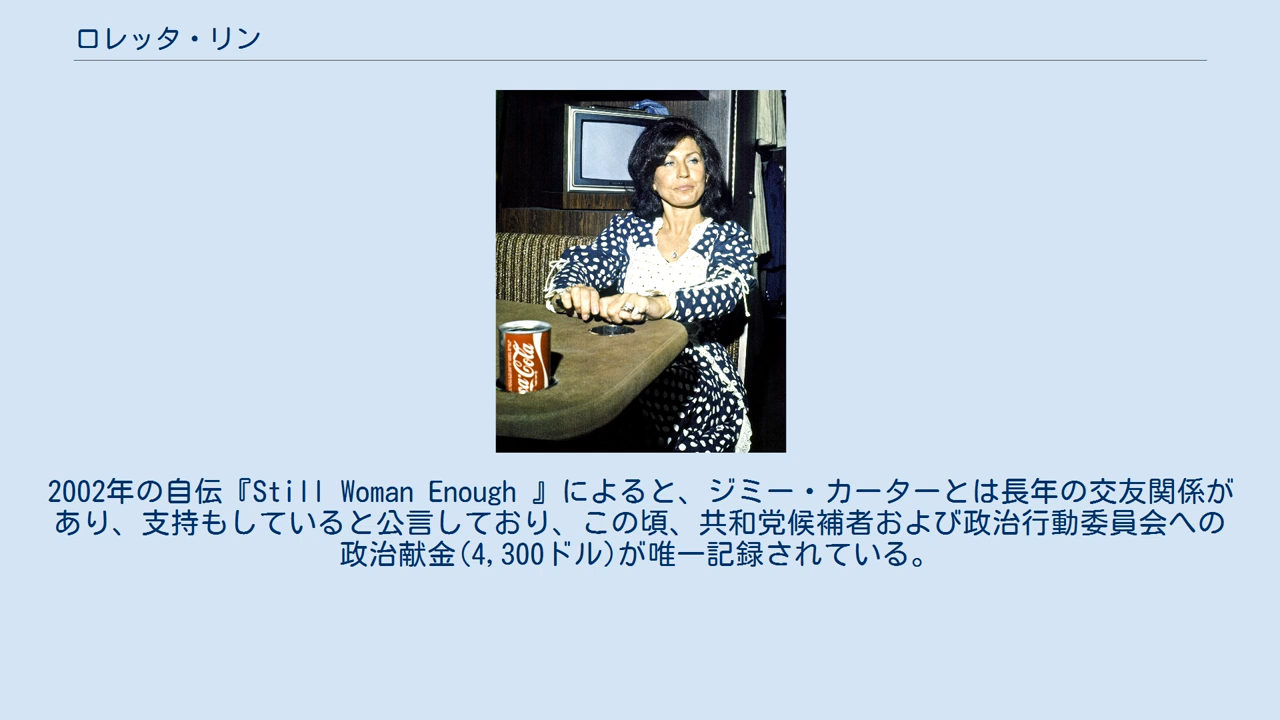 ロレッタ・リン
Coca-Cola
2002年の自伝『Still Woman Enough 』によると、ジミー・カーターとは長年の交友関係が
あり、支持もしていると公言しており、この頃、共和党候補者および政治行動委員会への
政治献金(4,300ドル)が唯一記録されている。